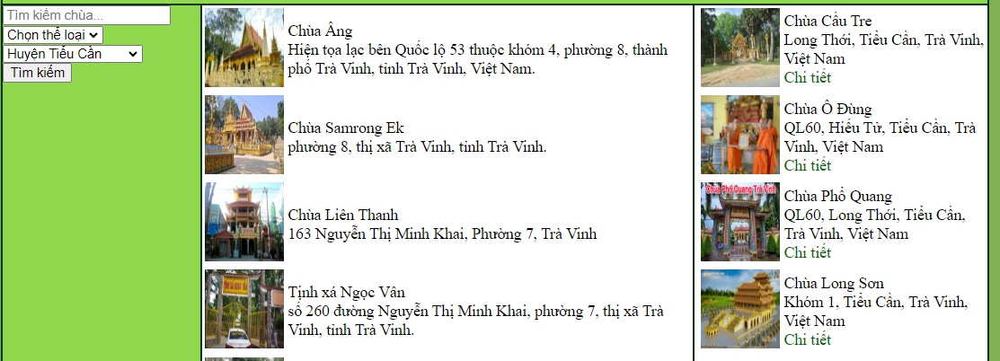 Tìm kiếm chùa...
Chọn thể loại
Huyện Tiểu Cần
Tìm kiếm
Chùa Âng
Hiện tọa lạc bên Quốc lộ 53 thuộc khóm 4, phường 8, thành
phố Trà Vinh, tỉnh Trà Vinh, Việt Nam.
Chùa Samrong Ek
phường 8, thị xã Trà Vinh, tỉnh Trà Vinh.
Chùa Liên Thanh
163 Nguyễn Thị Minh Khai, Phường 7, Trà Vinh
Tịnh xá Ngọc Vân
số 260 đường Nguyễn Thị Minh Khai, phường 7, thị xã Trà
Vinh, tỉnh Trà Vinh.
Chùa Cầu Tre
Long Thới, Tiểu Cần, Trà Vinh,
Việt Nam
Chi tiết
Chùa Ô Đùng
QL60, Hiếu Tử, Tiểu Cần, Trà
Vinh, Việt Nam
Chi tiết
Chùa Phổ Quang Trà Vinh
Chùa Phổ Quang
QL60, Long Thới, Tiểu Cần,
Trà Vinh, Việt Nam
Chi tiết
Chùa Long Sơn
Khóm 1, Tiểu Cần, Trà Vinh,
Việt Nam
Chi tiết